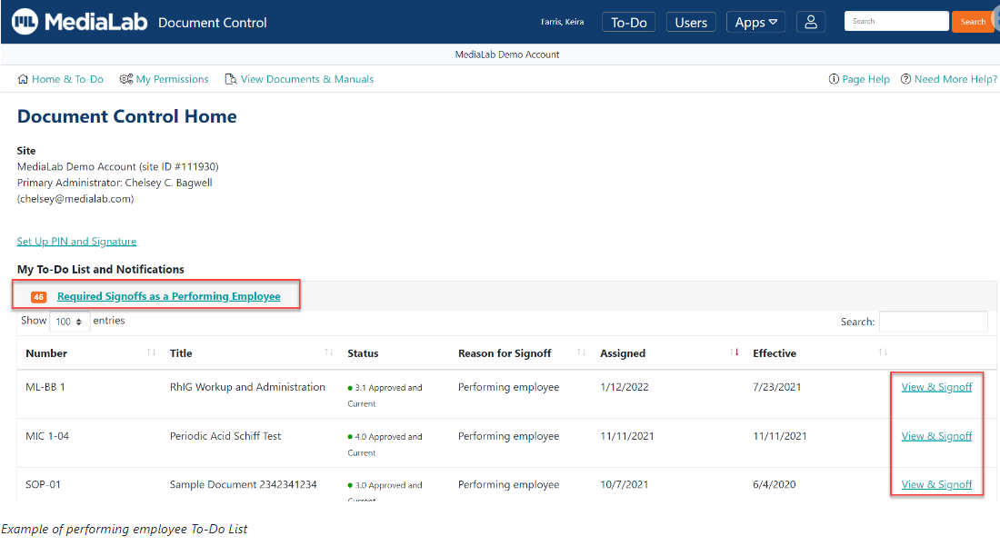 MediaLab Document Control Farris, Keira To-Do Users Apps Search Search
MediaLab Demo Account
Home & To-Do My Permissions View Documents & Manuals Page Help Need More Help?
Document Control Home
Site
MediaLab Demo Account (site ID #111930)
Primary Administrator: Chelsey C. Bagwell
(chelsey@medialab.com)
Set Up PIN and Signature
My To-Do List and Notifications
46 Required Signoffs as a Performing Employee
Show 100 entries Search:
Number Title Status Reason for Signoff Assigned Effective
ML-BB 1 RhIG Workup and Administration 3.1 Approved and Performing employee 1/12/2022 7/23/2021 View & Signoff
Current
MIC 1-04 Periodic Acid Schiff Test 4.0 Approved and Performing employee 11/11/2021 11/11/2021 View & Signoff
Current
SOP-01 Sample Document 2342341234 3.0 Approved and Performing employee 10/7/2021 6/4/2020 View & Signoff
Current
Example of performing employee To-Do List